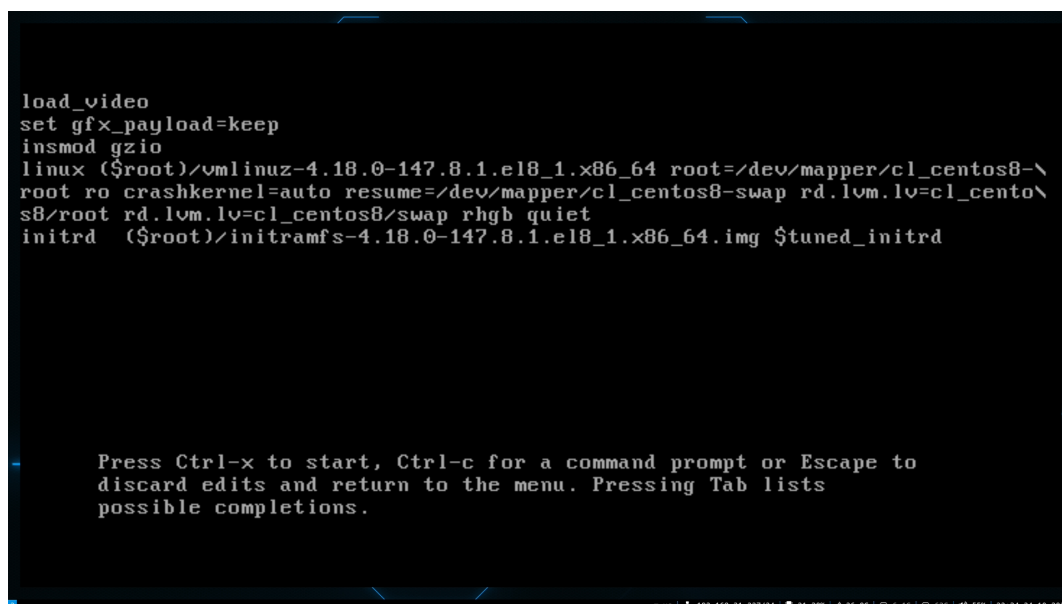 load_video
set gfx_payload=keep
insmod gzio
linux ($root)/vmlinuz-4.18.0-147.8.1.el8_1.x86_64 root=/dev/mapper/cl_centos8-\
root ro crashkernel=auto resume=/dev/mapper/cl_centos8-swap rd.lvm.lv=cl_cento\
s8/root rd.lvm.lv=cl_centos8/swap rhgb quiet
initrd  ($root)/initramfs-4.18.0-147.8.1.el8_1.x86_64.img $tuned_initrd
Press Ctrl-x to start, Ctrl-c for a command prompt or Escape to
discard edits and return to the menu. Pressing Tab lists
possible completions.